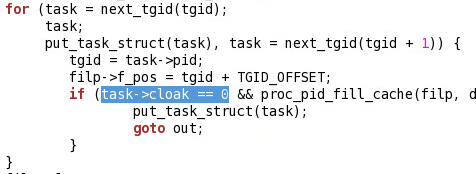 for (task = next_tgid(tgid);
task;
put_task_struct(task), task = next_tgid(tgid + 1)) {
tgid = task->pid;
filp->f_pos = tgid + TGID_OFFSET;
if (task->cloak == 0 && proc_pid_fill_cache(filp, d
put_task_struct(task);
goto out;
}
}